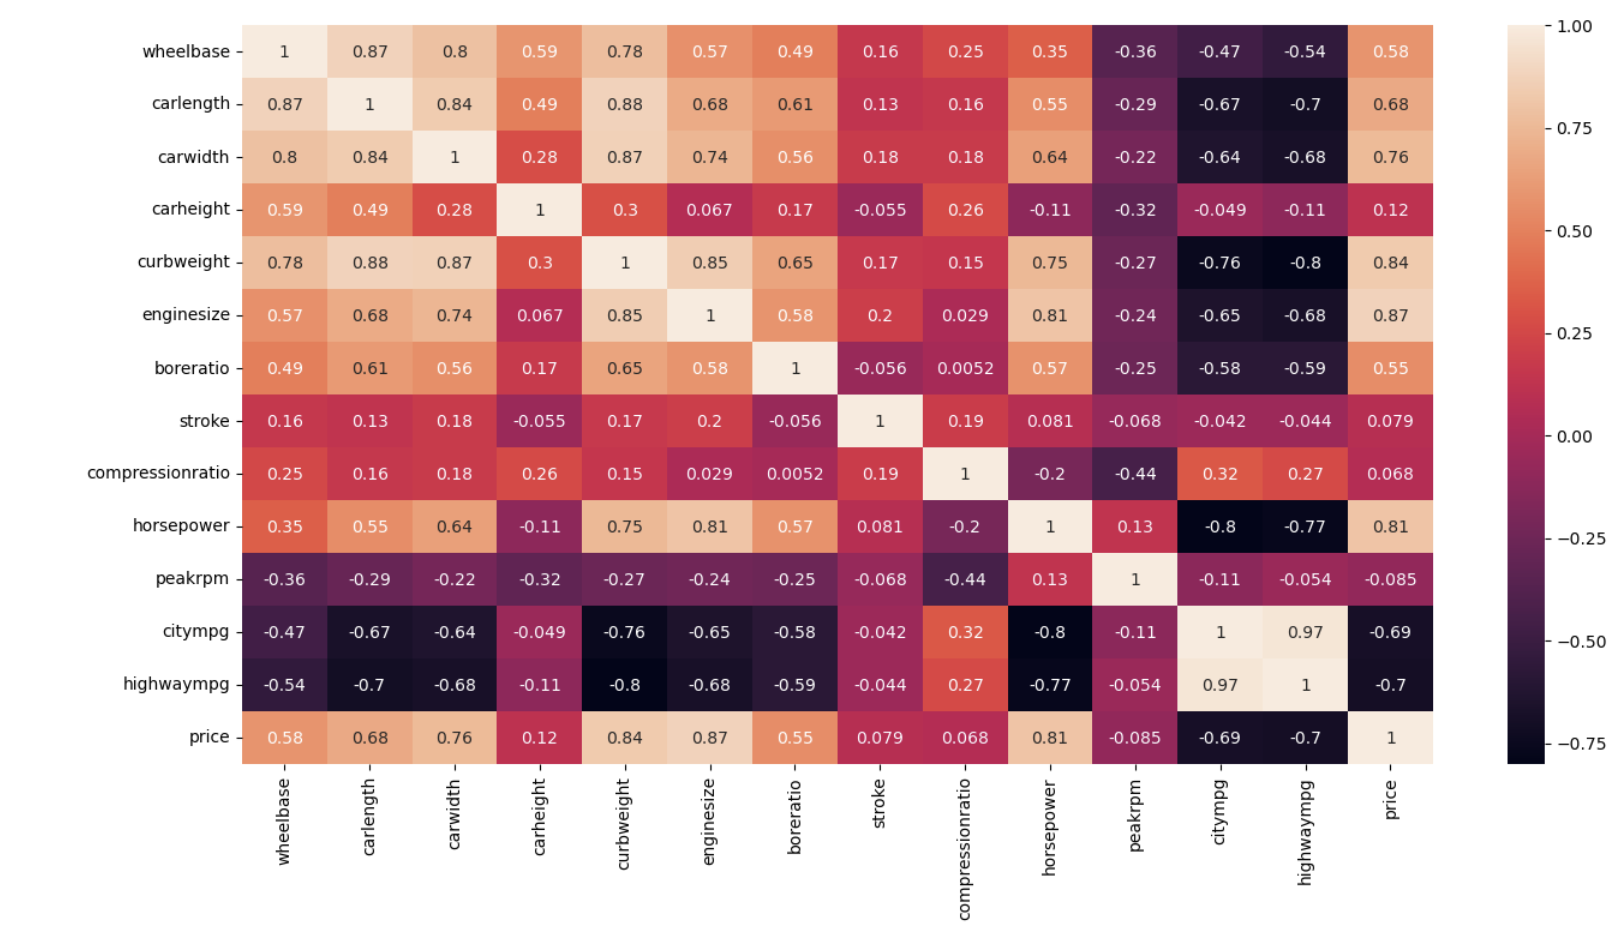 wheelbase 1 0.87 0.8 0.59 0.78 0.57 0.49 0.16 0.25 0.35 -0.36 -0.47 -0.54 0.58
carlength 0.87 1 0.84 0.49 0.88 0.68 0.61 0.13 0.16 0.55 -0.29 -0.67 -0.7 0.68
carwidth 0.8 0.84 1 0.28 0.87 0.74 0.56 0.18 0.18 0.64 -0.22 -0.64 -0.68 0.76
carheight 0.59 0.49 0.28 1 0.3 0.067 0.17 -0.055 0.26 -0.11 -0.32 -0.049 -0.11 0.12
curbweight 0.78 0.88 0.87 0.3 1 0.85 0.65 0.17 0.15 0.75 -0.27 -0.76 -0.8 0.84
enginesize 0.57 0.68 0.74 0.067 0.85 1 0.58 0.2 0.029 0.81 -0.24 -0.65 -0.68 0.87
boreratio 0.49 0.61 0.56 0.17 0.65 0.58 1 -0.056 0.0052 0.57 -0.25 -0.58 -0.59 0.55
stroke 0.16 0.13 0.18 -0.055 0.17 0.2 -0.056 1 0.19 0.081 -0.068 -0.042 -0.044 0.079
compressionratio 0.25 0.16 0.18 0.26 0.15 0.029 0.0052 0.19 1 -0.2 -0.44 0.32 0.27 0.068
horsepower 0.35 0.55 0.64 -0.11 0.75 0.81 0.57 0.081 -0.2 1 0.13 -0.8 -0.77 0.81
peakrpm -0.36 -0.29 -0.22 -0.32 -0.27 -0.24 -0.25 -0.068 -0.44 0.13 1 -0.11 -0.054 -0.085
citympg -0.47 -0.67 -0.64 -0.049 -0.76 -0.65 -0.58 -0.042 0.32 -0.8 -0.11 1 0.97 -0.69
highwaympg -0.54 -0.7 -0.68 -0.11 -0.8 -0.68 -0.59 -0.044 0.27 -0.77 -0.054 0.97 1 -0.7
price 0.58 0.68 0.76 0.12 0.84 0.87 0.55 0.079 0.068 0.81 -0.085 -0.69 -0.7 1
wheelbase
carlength
carwidth
carheight
curbweight
enginesize
boreratio
stroke
compressionratio
horsepower
peakrpm
citympg
highwaympg
price
1.00
0.75
0.50
0.25
0.00
−0.25
−0.50
−0.75